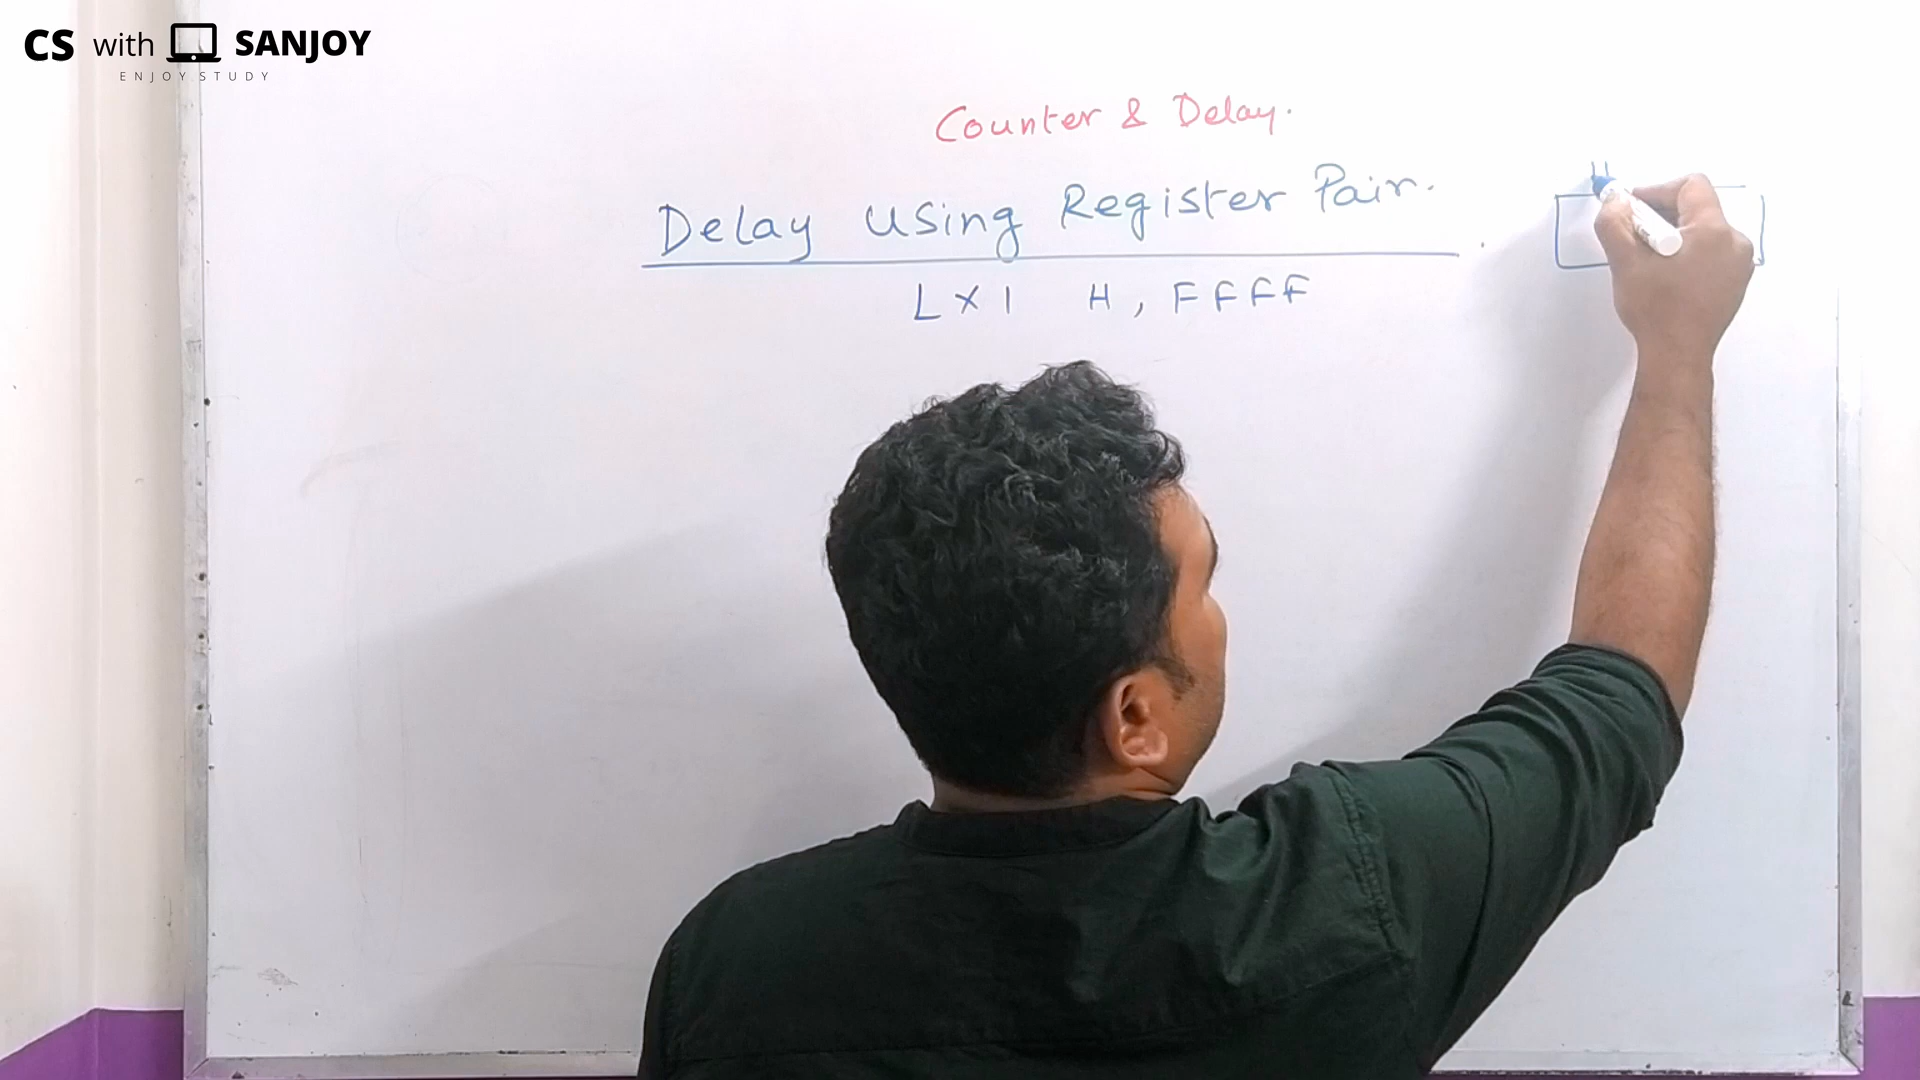 CS with SANJOY
ENJOY STUDY
Counter & Delay.
Delay Using Register Pair.
LXI H, FFFF
H